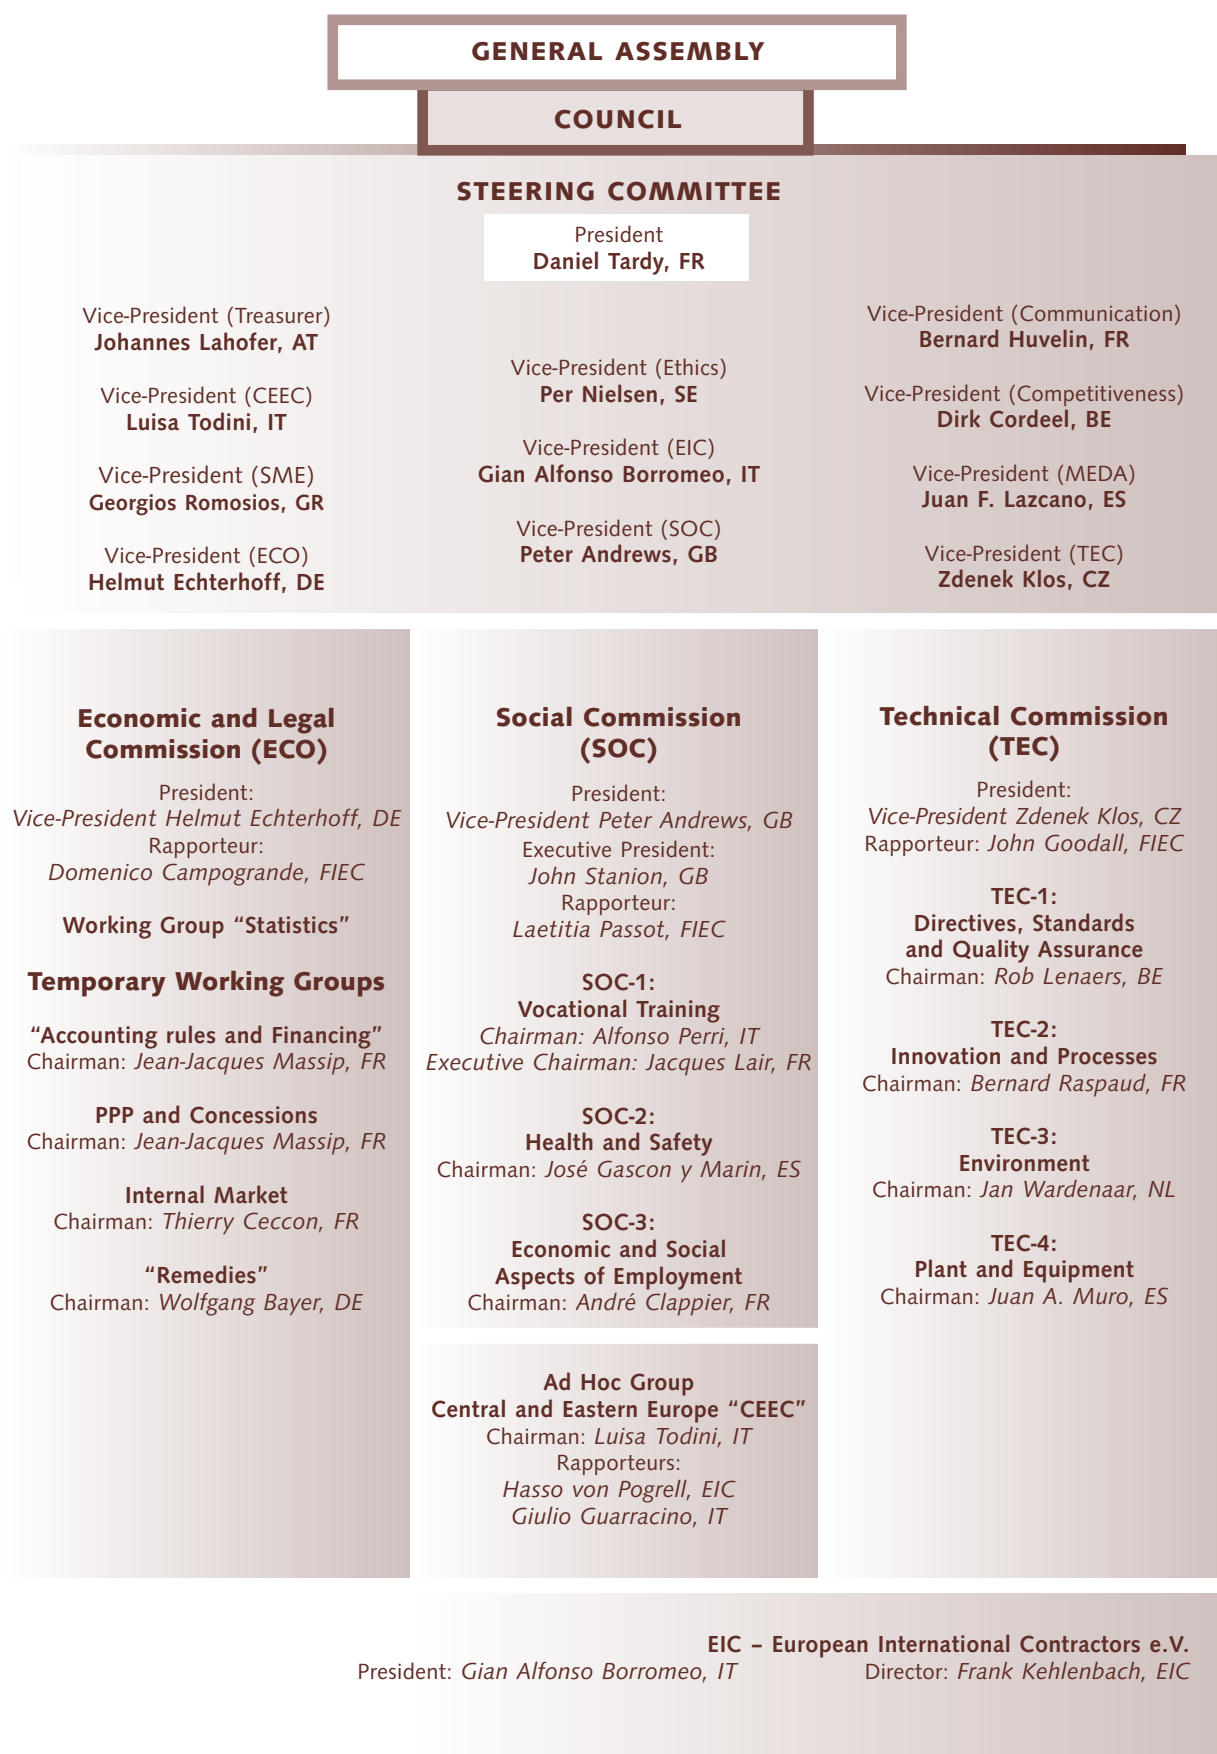 GENERAL ASSEMBLY
COUNCIL
STEERING COMMITTEE
President
Daniel Tardy, FR
Vice-President (Treasurer)
Johannes Lahofer, AT
Vice-President (CEEC)
Luisa Todini, IT
Vice-President (SME)
Georgios Romosios, GR
Vice-President (ECO)
Helmut Echterhoff, DE
Vice-President (Ethics)
Per Nielsen, SE
Vice-President (EIC)
Gian Alfonso Borromeo, IT
Vice-President (SOC)
Peter Andrews, GB
Vice-President (Communication)
Bernard Huvelin, FR
Vice-President (Competitiveness)
Dirk Cordeel, BE
Vice-President (MEDA)
Juan F. Lazcano, ES
Vice-President (TEC)
Zdenek Klos, CZ
Economic and Legal
Commission (ECO)
President:
Vice-President Helmut Echterhoff, DE
Rapporteur:
Domenico Campogrande, FIEC
Working Group “Statistics”
Temporary Working Groups
“Accounting rules and Financing”
Chairman: Jean-Jacques Massip, FR
PPP and Concessions
Chairman: Jean-Jacques Massip, FR
Internal Market
Chairman: Thierry Ceccon, FR
“Remedies”
Chairman: Wolfgang Bayer, DE
Social Commission
(SOC)
President:
Vice-President Peter Andrews, GB
Executive President:
John Stanion, GB
Rapporteur:
Laetitia Passot, FIEC
SOC-1:
Vocational Training
Chairman: Alfonso Perri, IT
Executive Chairman: Jacques Lair, FR
SOC-2:
Health and Safety
Chairman: José Gascon y Marin, ES
SOC-3:
Economic and Social
Aspects of Employment
Chairman: André Clappier, FR
Ad Hoc Group
Central and Eastern Europe “CEEC”
Chairman: Luisa Todini, IT
Rapporteurs:
Hasso von Pogrell, EIC
Giulio Guarracino, IT
Technical Commission
(TEC)
President:
Vice-President Zdenek Klos, CZ
Rapporteur: John Goodall, FIEC
TEC-1:
Directives, Standards
and Quality Assurance
Chairman: Rob Lenaers, BE
TEC-2:
Innovation and Processes
Chairman: Bernard Raspaud, FR
TEC-3:
Environment
Chairman: Jan Wardenaar, NL
TEC-4:
Plant and Equipment
Chairman: Juan A. Muro, ES
EIC – European International Contractors e.V.
President: Gian Alfonso Borromeo, IT Director: Frank Kehlenbach, EIC